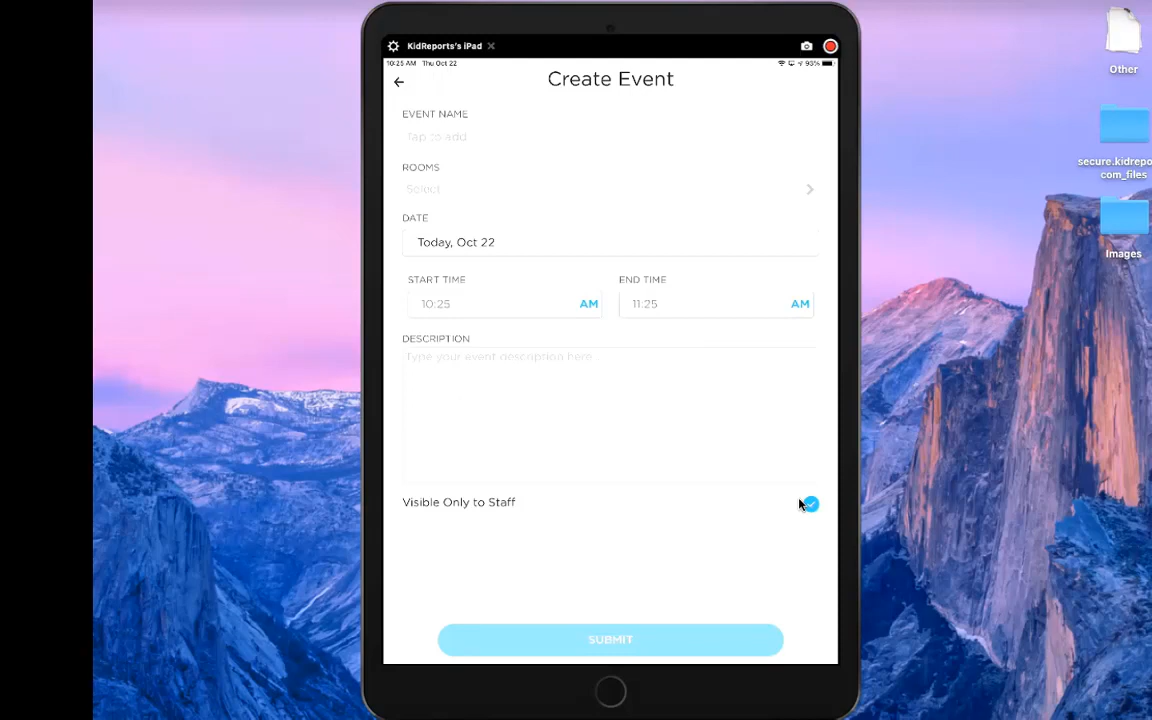 KidReports's iPad
10:25 AM Thu Oct 22
93%
Create Event
EVENT NAME
Tap to add
ROOMS
Select
DATE
Today, Oct 22
START TIME
END TIME
10:25 AM
11:25 AM
DESCRIPTION
Type your event description here...
Visible Only to Staff
SUBMIT
Other
secure.kidrepo
com_files
Images